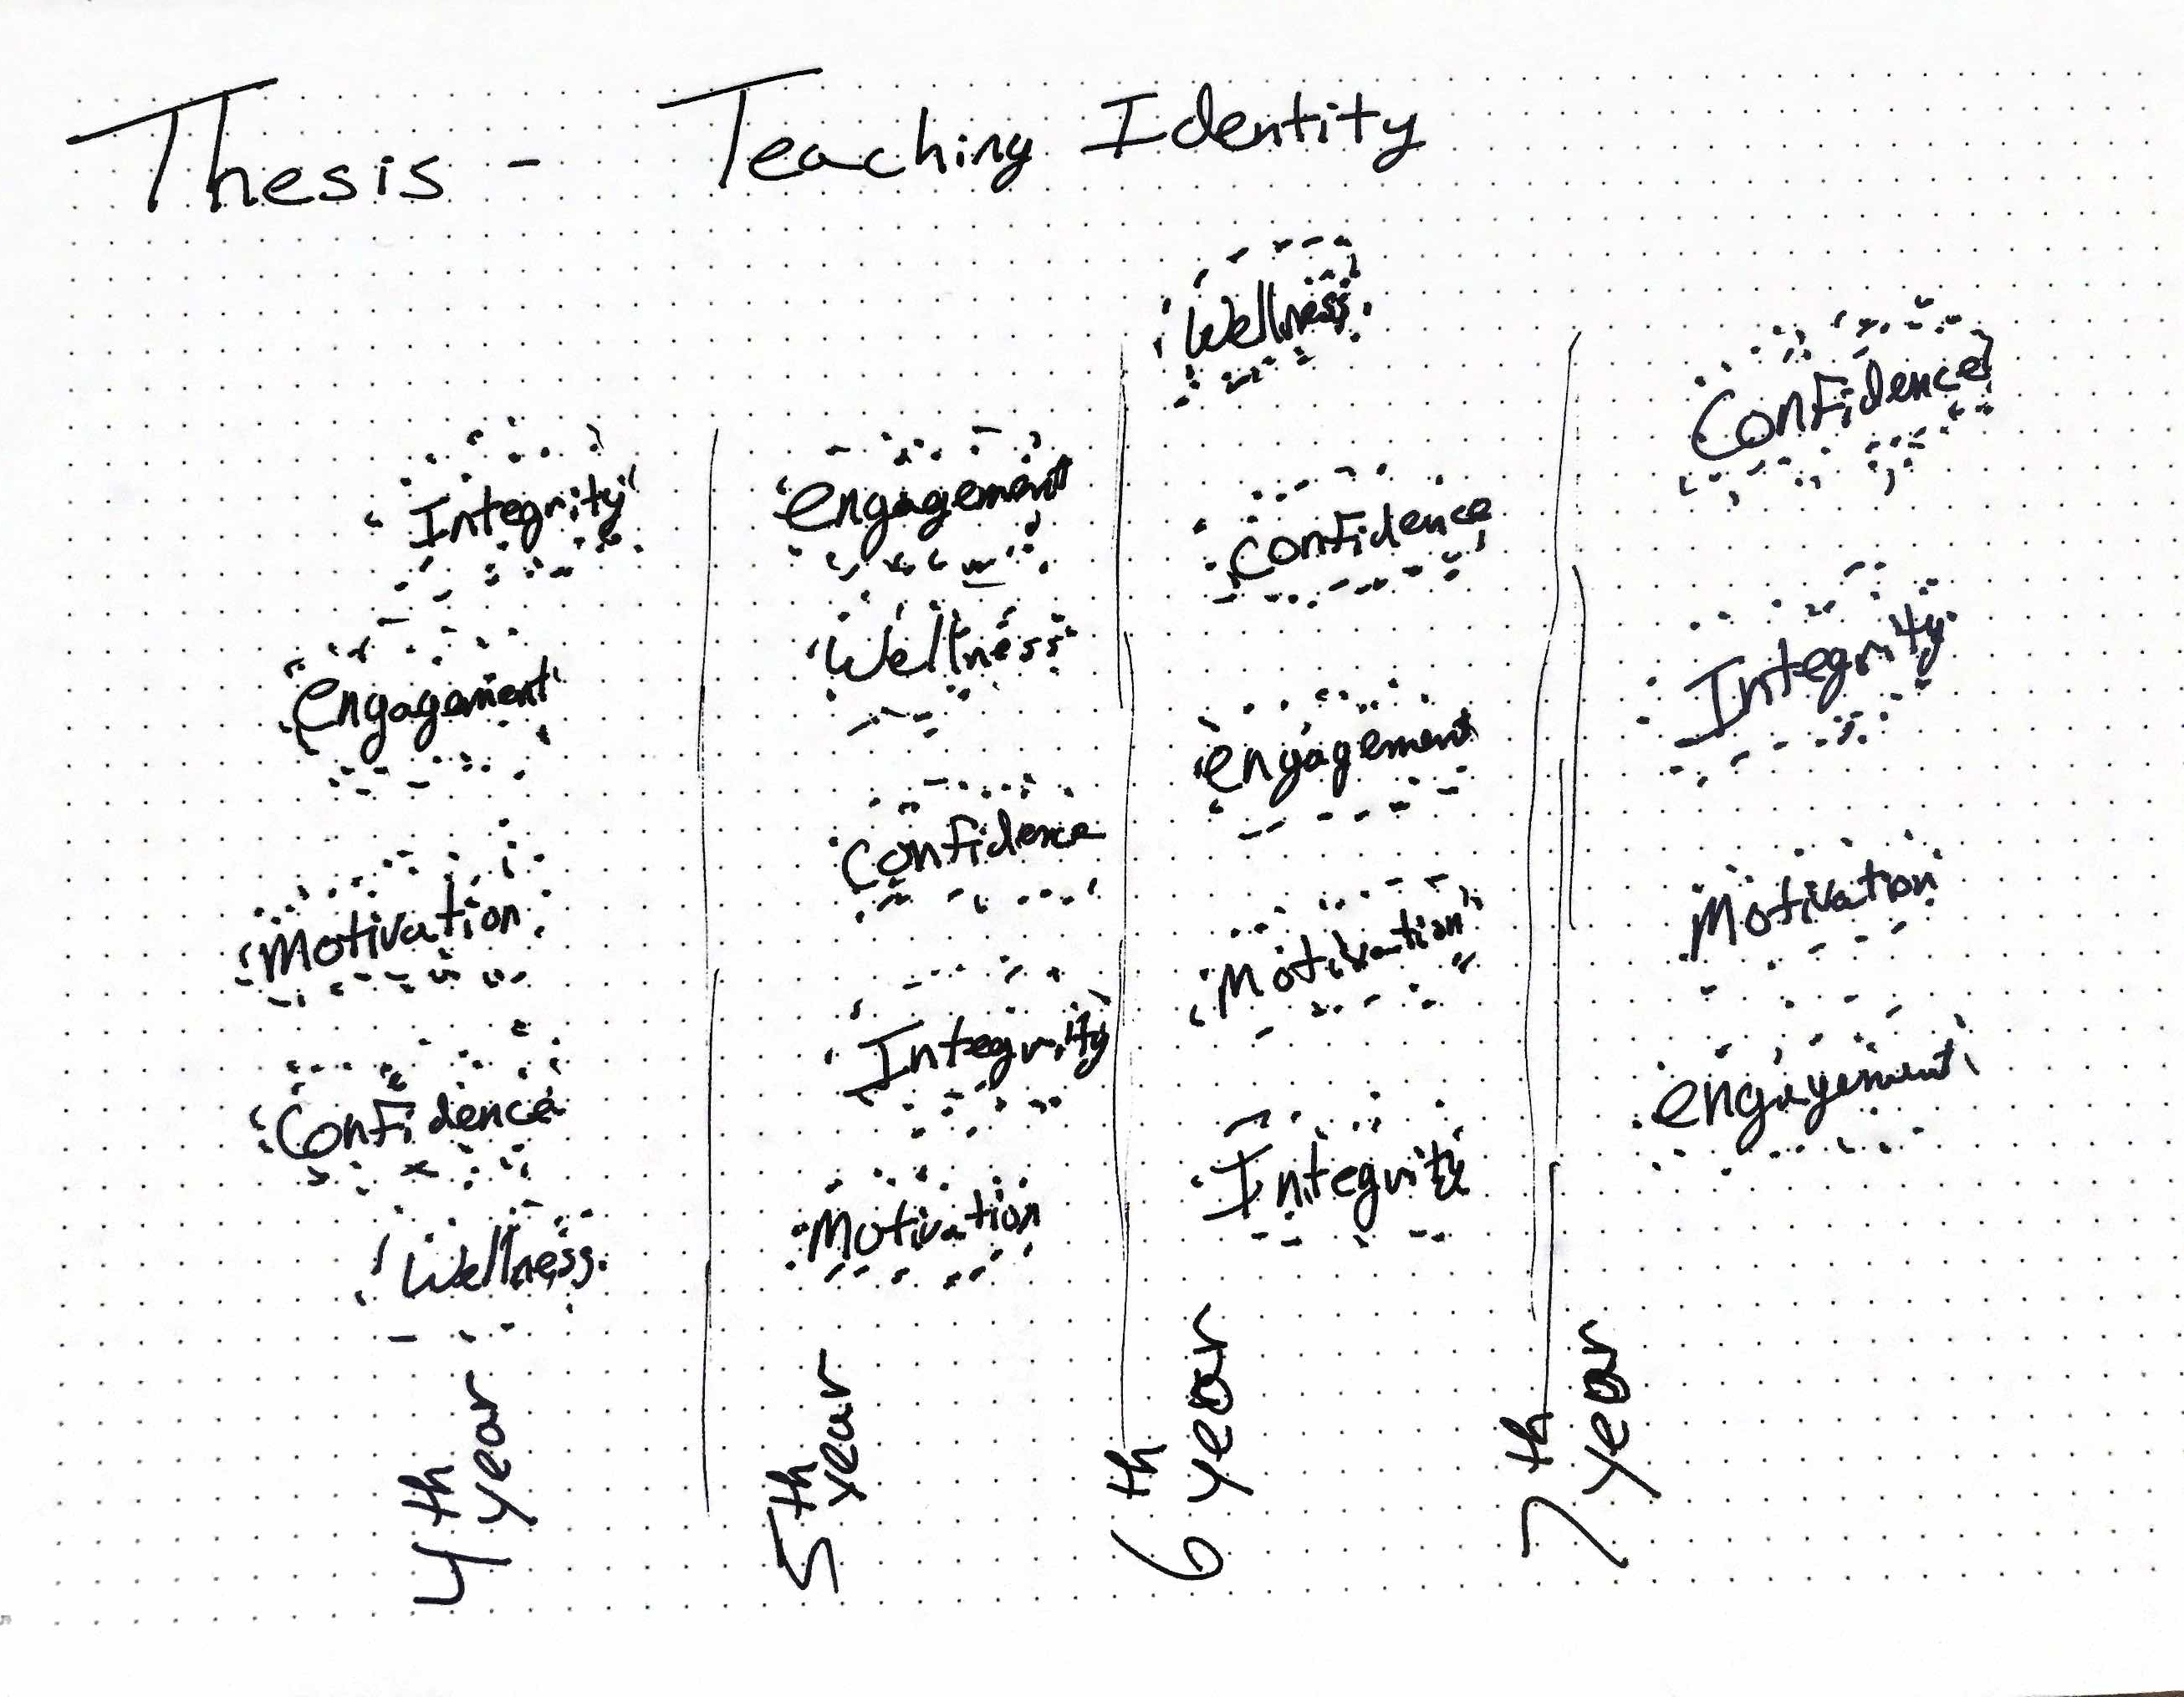 Thesis - Teaching Identity
Integrity
engagement
Motivation
Confidence
Wellness
4th year
engagement
Wellness
Confidence
Integrity
Motivation
5th year
Wellness
Confidence
engagement
Motivation
Integrity
6th year
Confidence
Integrity
Motivation
engagement
7th year